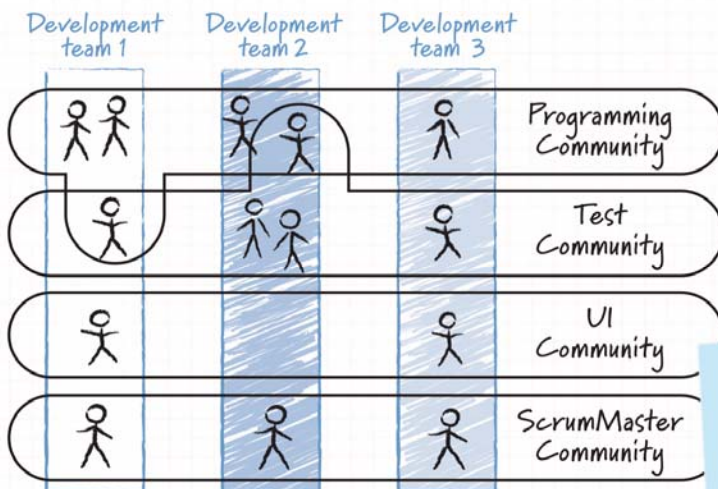 Development
team 1
Development
team 2
Development
team 3
Programming
Community
Test
Community
UI
Community
ScrumMaster
Community